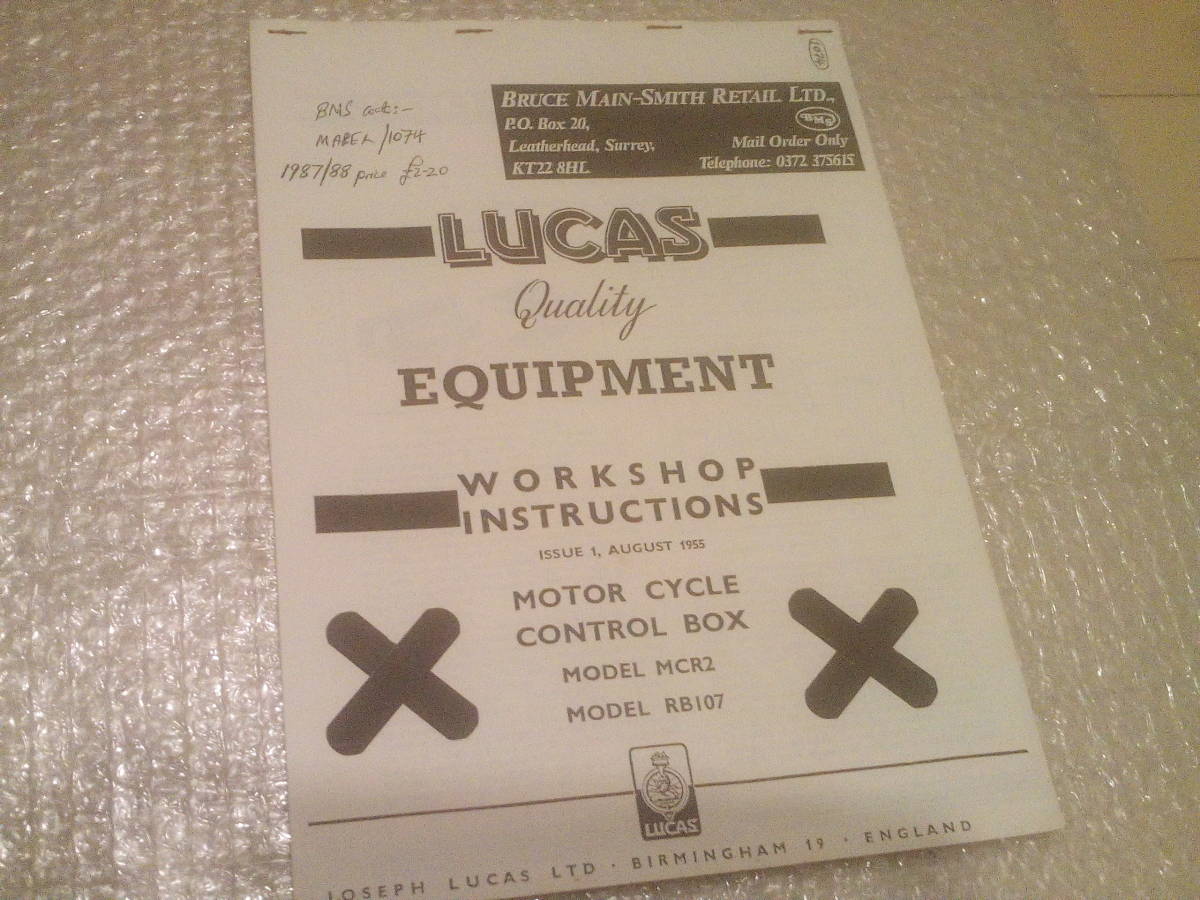 1074
BMS code:-
MABEL/1074
1987/88 price £2-20
BRUCE MAIN-SMITH RETAIL LTD.,
P.O. Box 20,
BMS
Leatherhead, Surrey,
Mail Order Only
KT22 8HL
Telephone: 0372 375615
LUCAS
Quality
EQUIPMENT
WORKSHOP
INSTRUCTIONS
ISSUE 1, AUGUST 1955
MOTOR CYCLE
CONTROL BOX
MODEL MCR2
MODEL RB107
LUCAS
JOSEPH LUCAS LTD · BIRMINGHAM 19 · ENGLAND